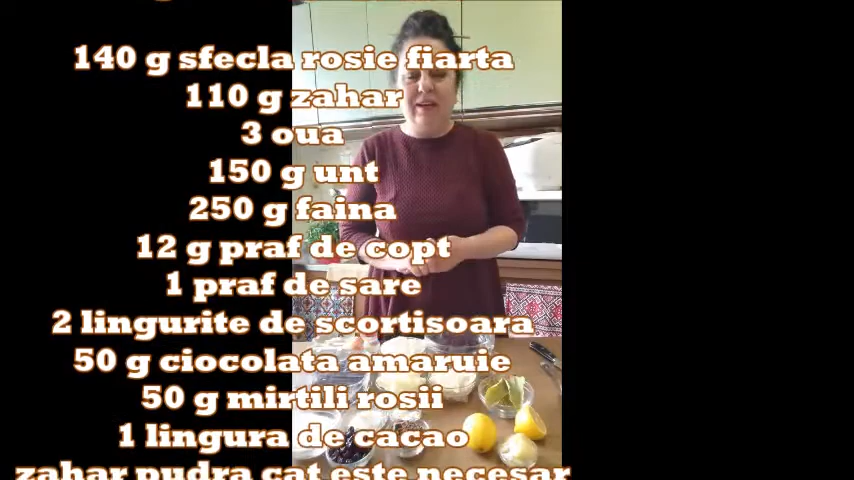 140 g sfecla rosie fiarta
110 g zahar
3 oua
150 g unt
250 g faina
12 g praf de copt
1 praf de sare
2 lingurite de scortisoara
50 g ciocolata amaruie
50 g mirtili rosii
1 lingura de cacao
zahar pudra cat este necesar